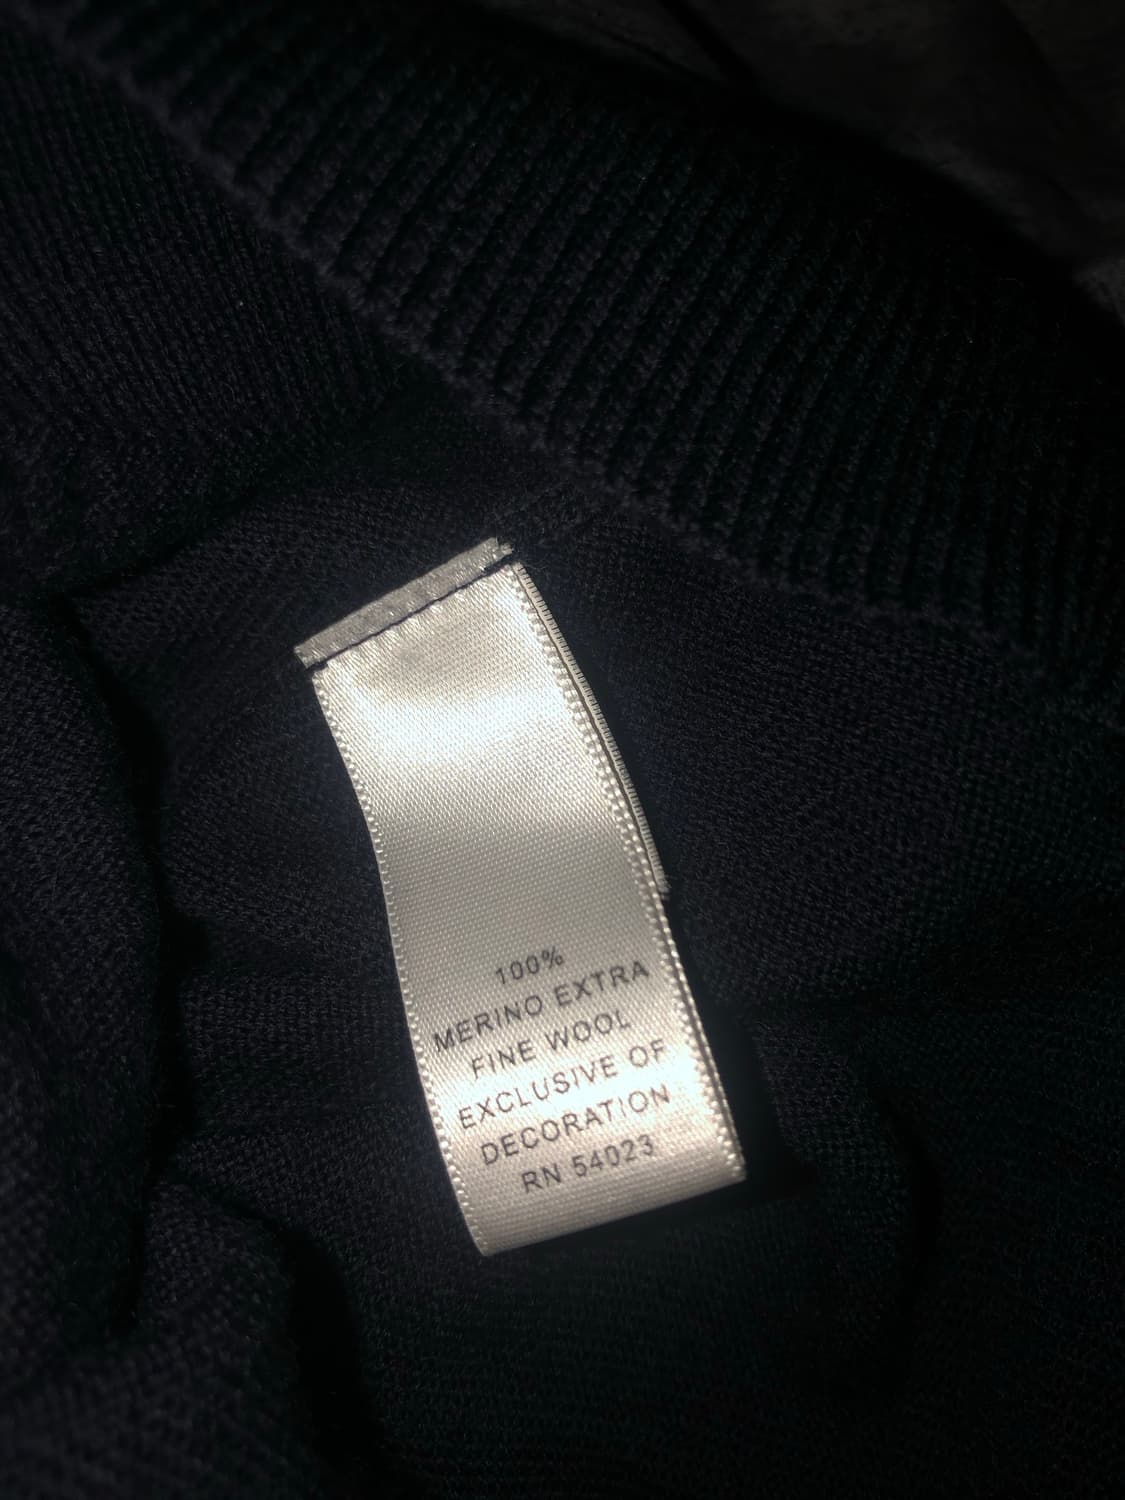 100%
MERINO EXTRA
FINE WOOL
EXCLUSIVE OF
DECORATION
RN 54023